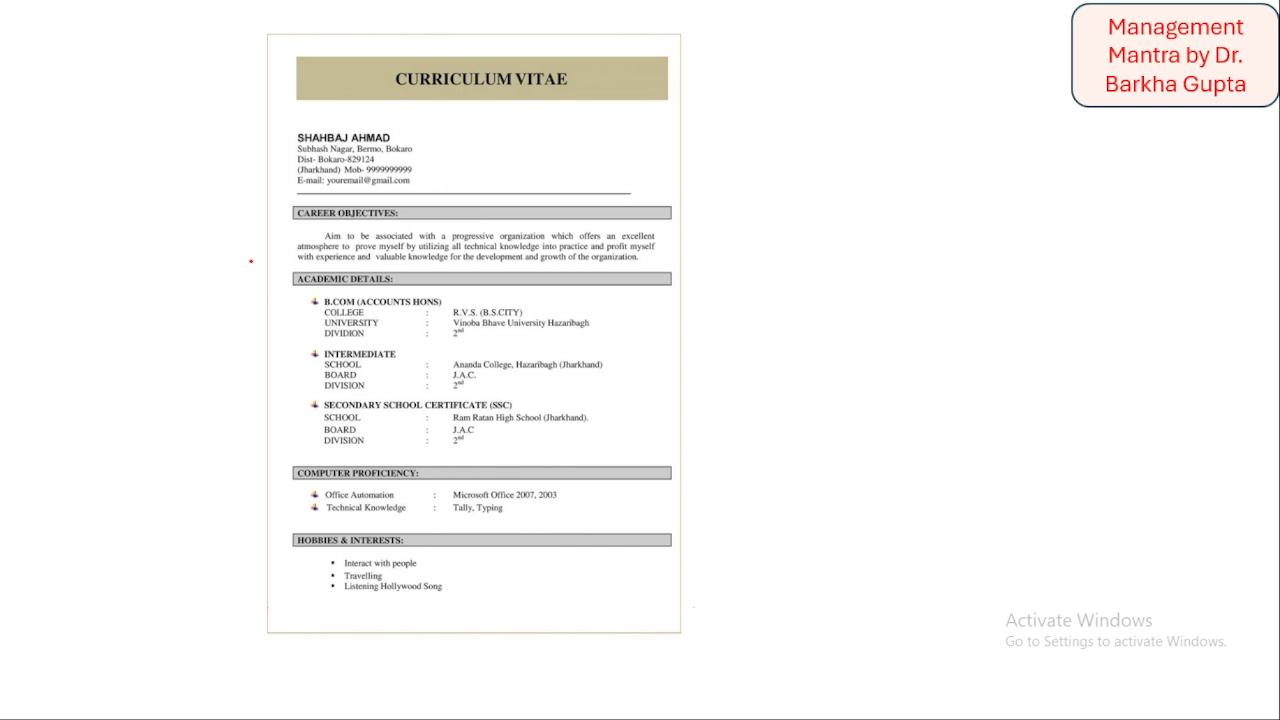 Management
Mantra by Dr.
Barkha Gupta
CURRICULUM VITAE
SHAHBAJ AHMAD
Subhash Nagar, Bermo, Bokaro
Dist- Bokaro-829124
(Jharkhand) Mob- 9999999999
E-mail: youremail@gmail.com
CAREER OBJECTIVES:
Aim to be associated with a progressive organization which offers an excellent
atmosphere to prove myself by utilizing all technical knowledge into practice and profit myself
with experience and valuable knowledge for the development and growth of the organization.
ACADEMIC DETAILS:
B.COM (ACCOUNTS HONS)
COLLEGE : R.V.S. (B.S.CITY)
UNIVERSITY : Vinoba Bhave University Hazaribagh
DIVIDION : 2nd
INTERMEDIATE
SCHOOL : Ananda College, Hazaribagh (Jharkhand)
BOARD : J.A.C.
DIVISION : 2nd
SECONDARY SCHOOL CERTIFICATE (SSC)
SCHOOL : Ram Ratan High School (Jharkhand).
BOARD : J.A.C
DIVISION : 2nd
COMPUTER PROFICIENCY:
Office Automation : Microsoft Office 2007, 2003
Technical Knowledge : Tally, Typing
HOBBIES & INTERESTS:
• Interact with people
• Travelling
• Listening Hollywood Song
Activate Windows
Go to Settings to activate Windows.